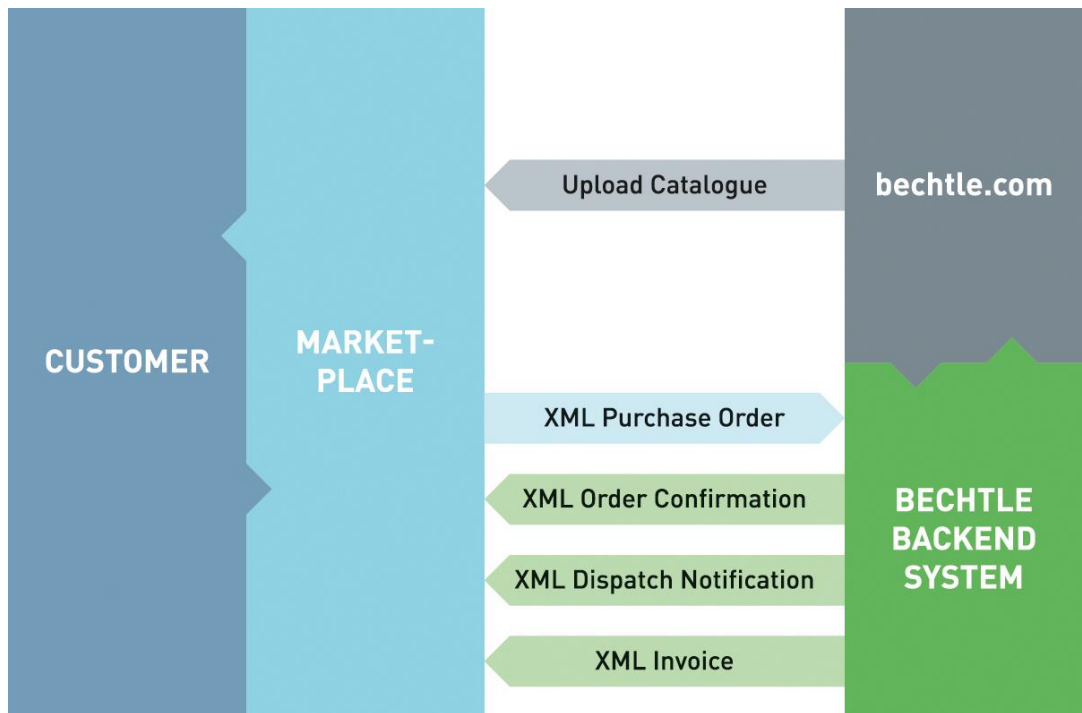 Upload Catalogue
bechtle.com
CUSTOMER
MARKET-
PLACE
XML Purchase Order
XML Order Confirmation
XML Dispatch Notification
XML Invoice
BECHTLE
BACKEND
SYSTEM